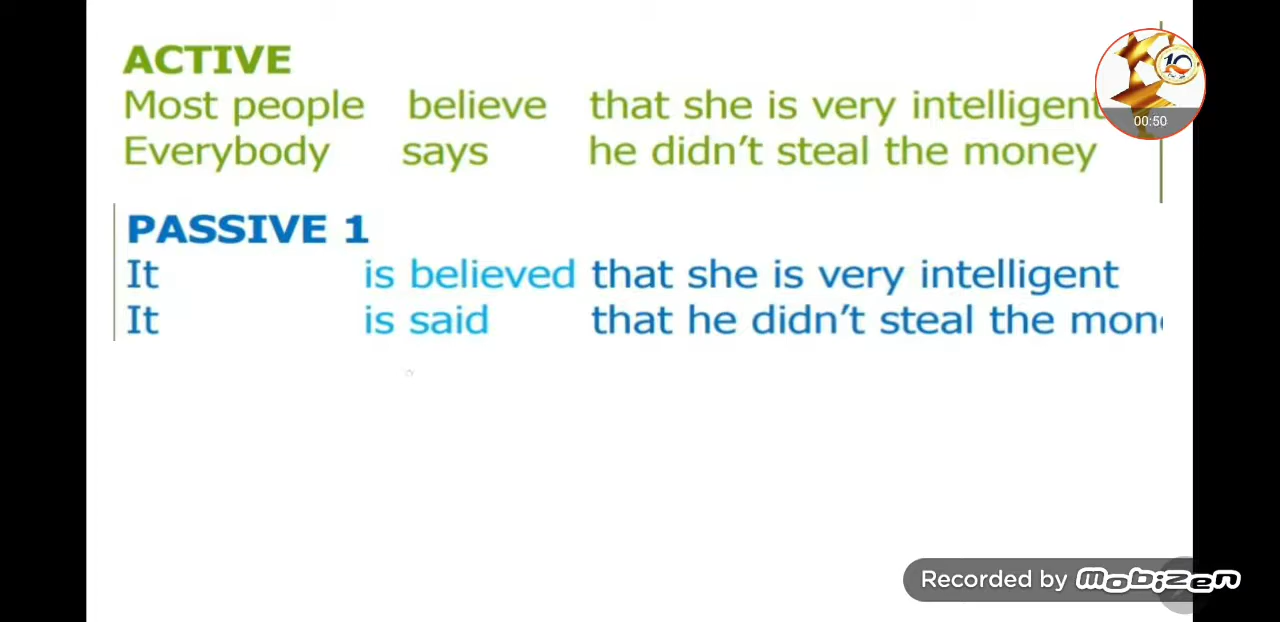 ACTIVE
Most people believe that she is very intelligent
Everybody says he didn't steal the money
PASSIVE 1
It is believed that she is very intelligent
It is said that he didn't steal the mon
10
00:50
Recorded by Mobizen